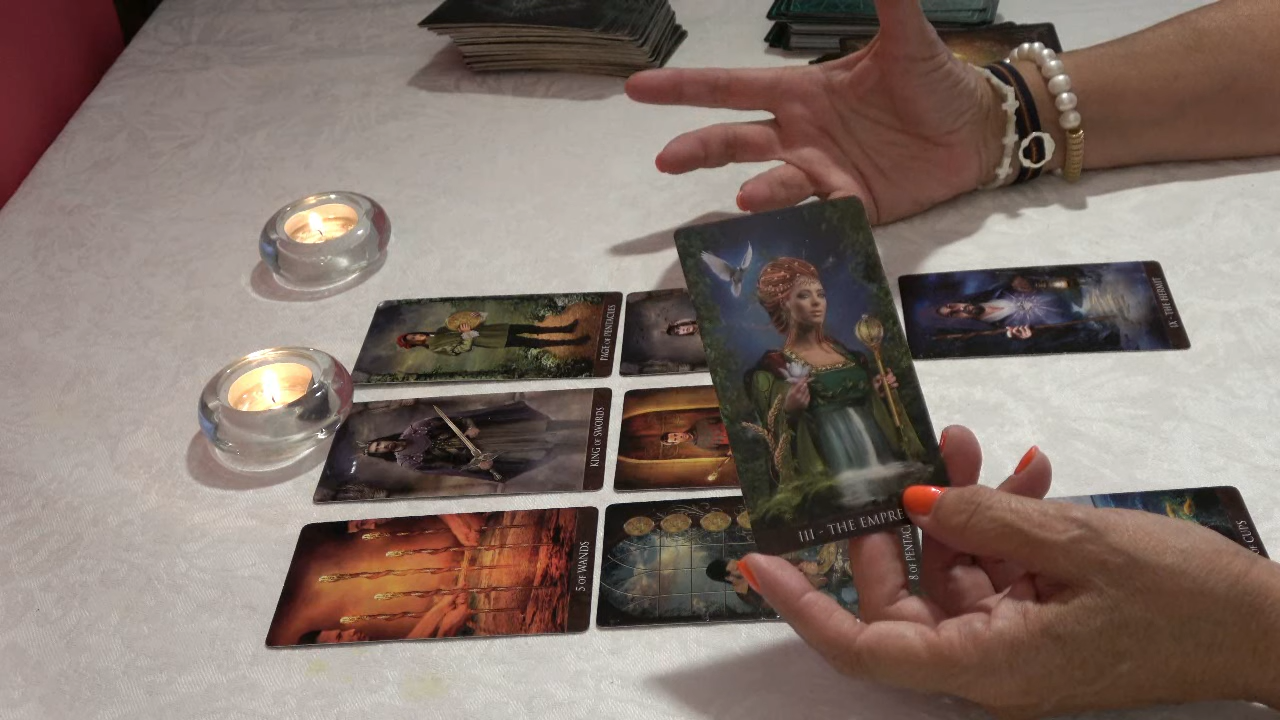 PAGE OF PENTACLES
IX - THE HERMIT
KING OF SWORDS
III - THE EMPRE
5 OF WANDS
8 OF PENTAC
OF CUPS